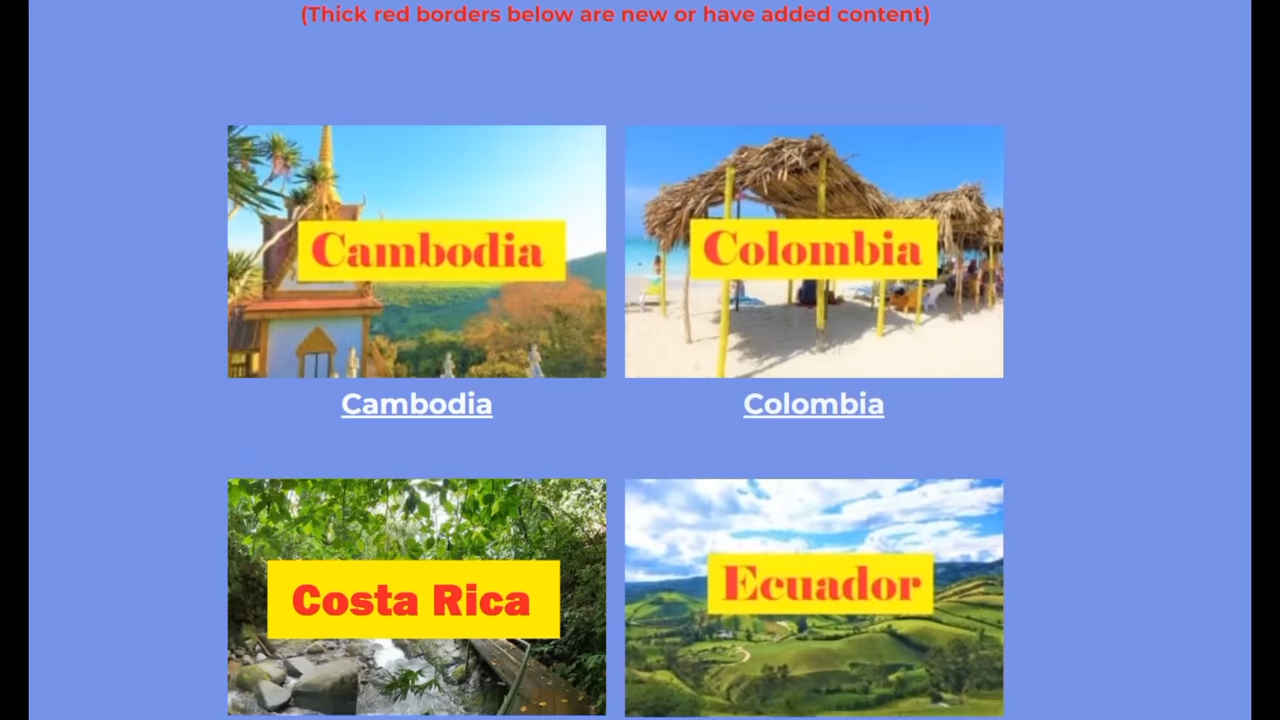 (Thick red borders below are new or have added content)
Cambodia
Colombia
Cambodia
Colombia
Costa Rica
Ecuador